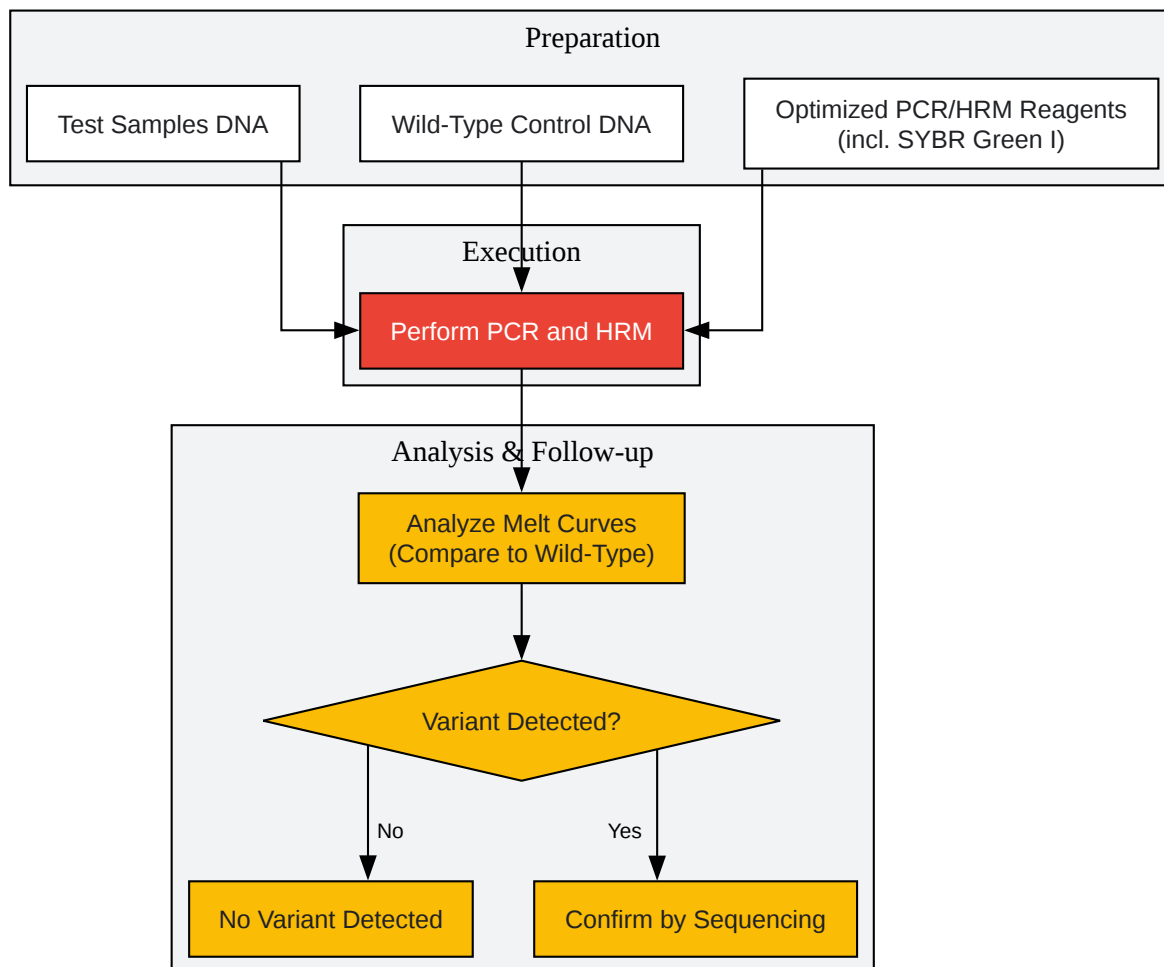 Preparation
Test Samples DNA
Wild-Type Control DNA
Optimized PCR/HRM Reagents
(incl. SYBR Green I)
Execution
Perform PCR and HRM
Analysis & Follow-up
Analyze Melt Curves
(Compare to Wild-Type)
Variant Detected?
No
Yes
No Variant Detected
Confirm by Sequencing